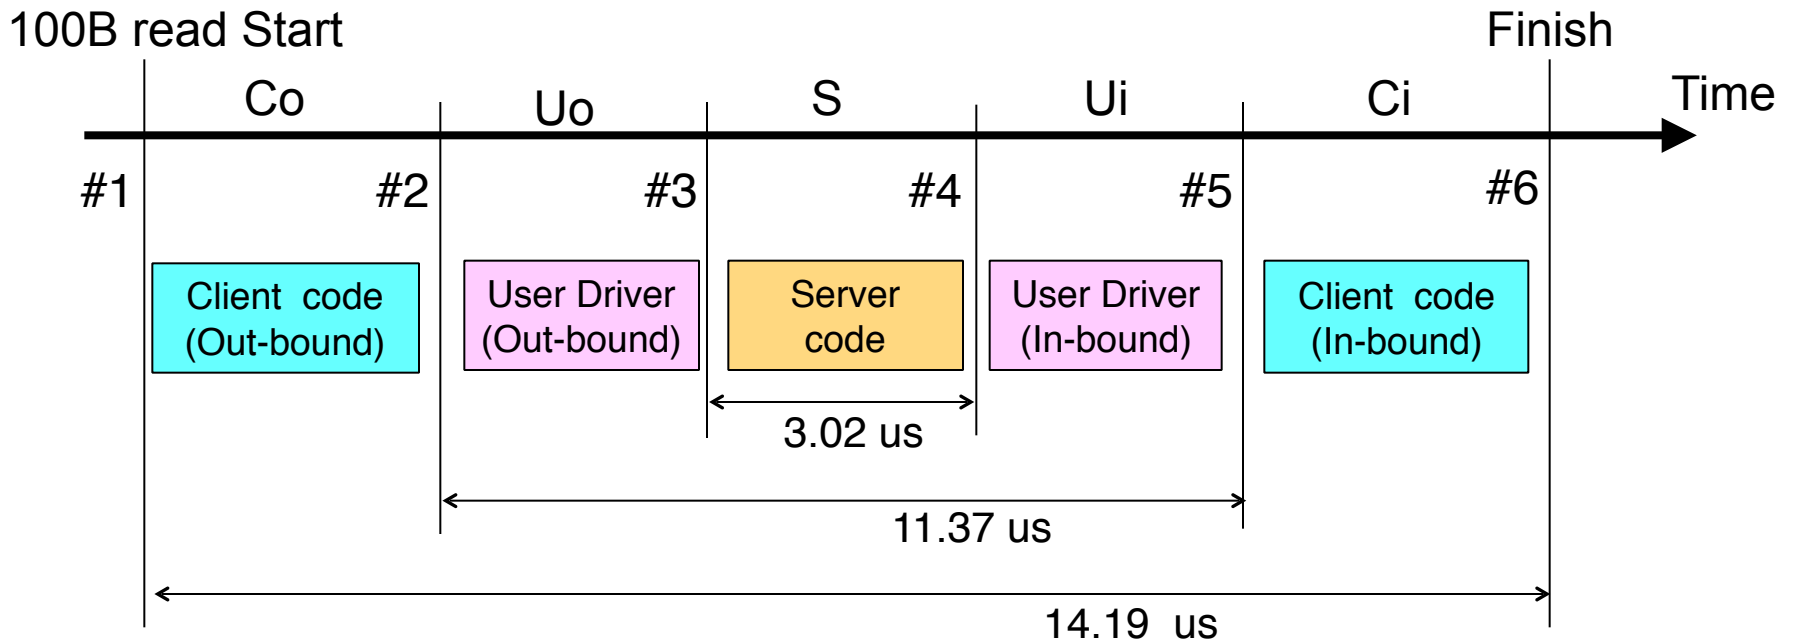 100B read Start
Finish
Co
Uo
S
Ui
Ci
Time
#1
#2
#3
#4
#5
#6
Client code
(Out-bound)
User Driver
(Out-bound)
Server
code
User Driver
(In-bound)
Client code
(In-bound)
3.02 us
11.37 us
14.19 us